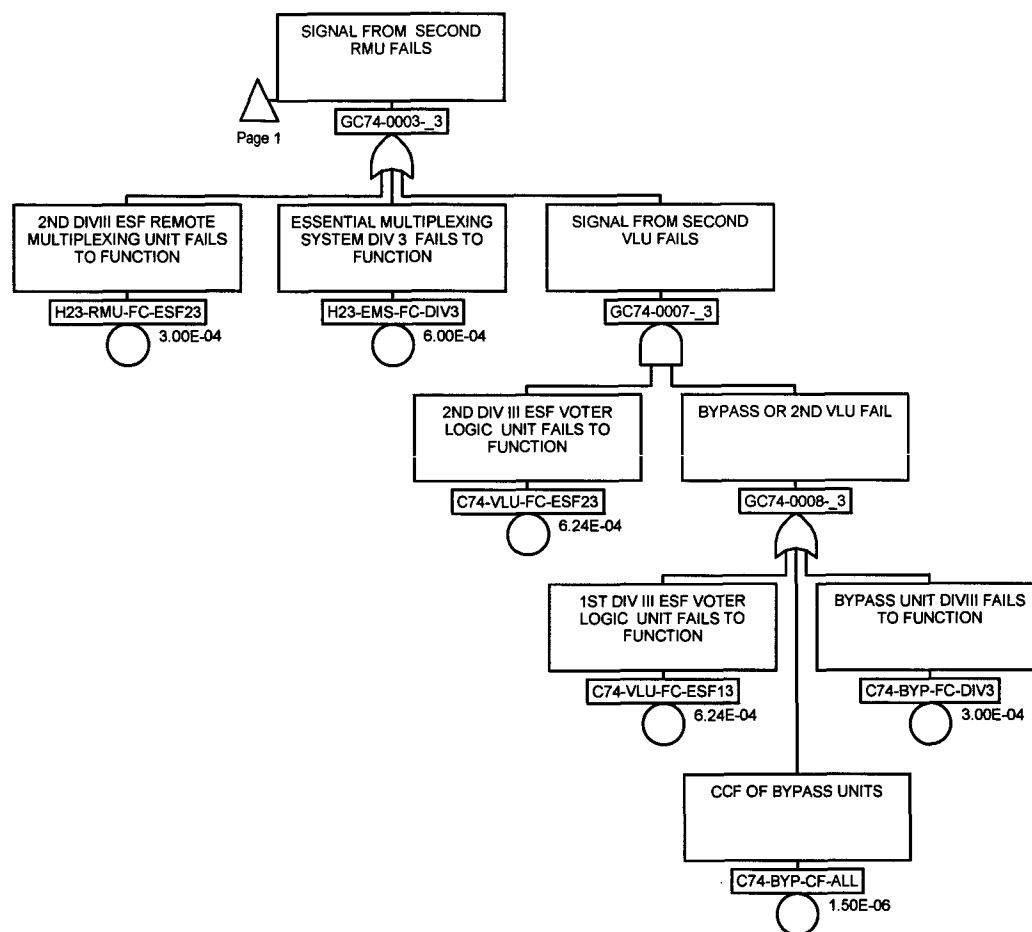 SIGNAL FROM SECOND
RMU FAILS
Page 1
GC74-0003-_3
2ND DIVIII ESF REMOTE
MULTIPLEXING UNIT FAILS
TO FUNCTION
ESSENTIAL MULTIPLEXING
SYSTEM DIV 3 FAILS TO
FUNCTION
SIGNAL FROM SECOND
VLU FAILS
H23-RMU-FC-ESF23
3.00E-04
H23-EMS-FC-DIV3
6.00E-04
GC74-0007-_3
2ND DIV III ESF VOTER
LOGIC UNIT FAILS TO
FUNCTION
BYPASS OR 2ND VLU FAIL
C74-VLU-FC-ESF23
6.24E-04
GC74-0008-_3
1ST DIV III ESF VOTER
LOGIC UNIT FAILS TO
FUNCTION
BYPASS UNIT DIVIII FAILS
TO FUNCTION
C74-VLU-FC-ESF13
6.24E-04
C74-BYP-FC-DIV3
3.00E-04
CCF OF BYPASS UNITS
C74-BYP-CF-ALL
1.50E-06